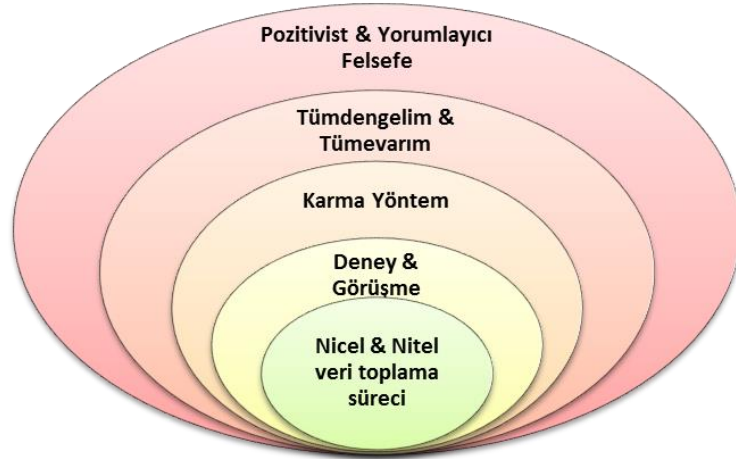 Pozitivist & Yorumlayıcı
Felsefe
Tümdengelim &
Tümevarım
Karma Yöntem
Deney &
Görüşme
Nicel & Nitel
veri toplama
süreci